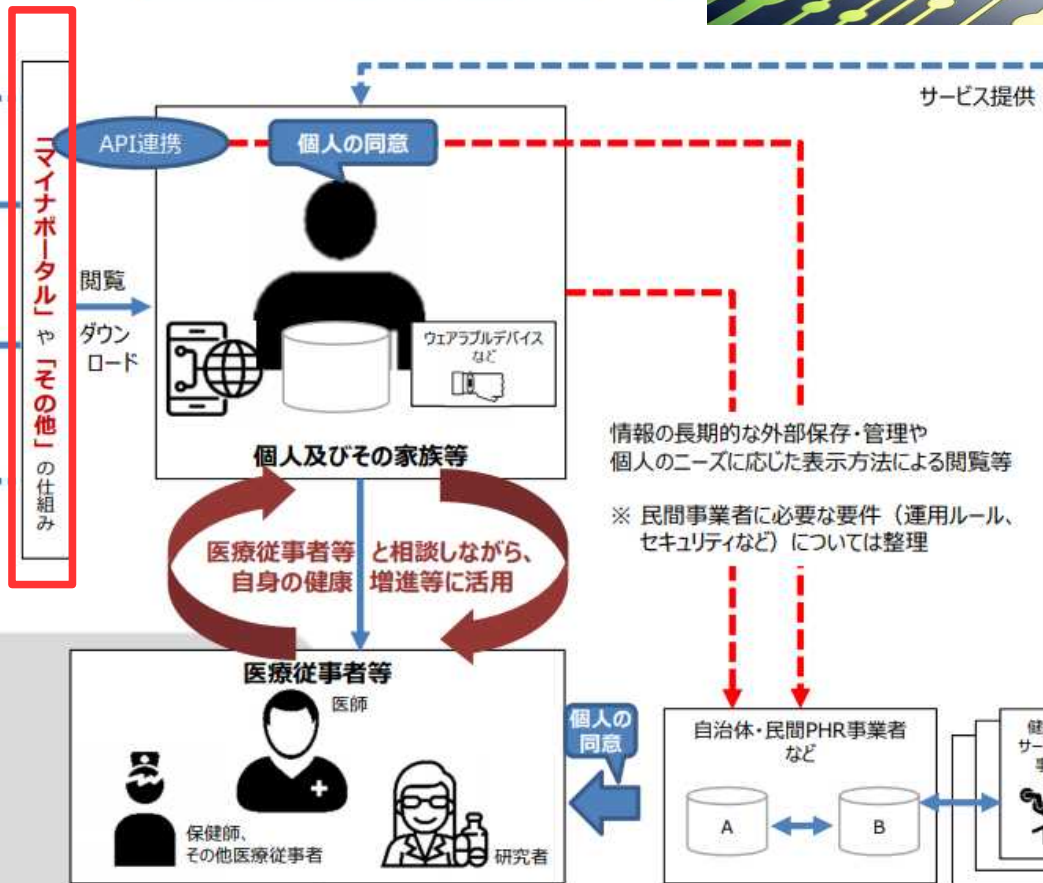 「マイナポータル」や「その他」の仕組み
サービス提供
API連携
個人の同意
閲覧
ダウン
ロード
ウェアラブルデバイス
など
個人及びその家族等
情報の長期的な外部保存・管理や
個人のニーズに応じた表示方法による閲覧等
※ 民間事業者に必要な要件（運用ルール、
セキュリティなど）については整理
医療従事者等と相談しながら、
自身の健康増進等に活用
医療従事者等
医師
保健師、
その他医療従事者
研究者
個人の
同意
自治体・民間PHR事業者
など
A
B